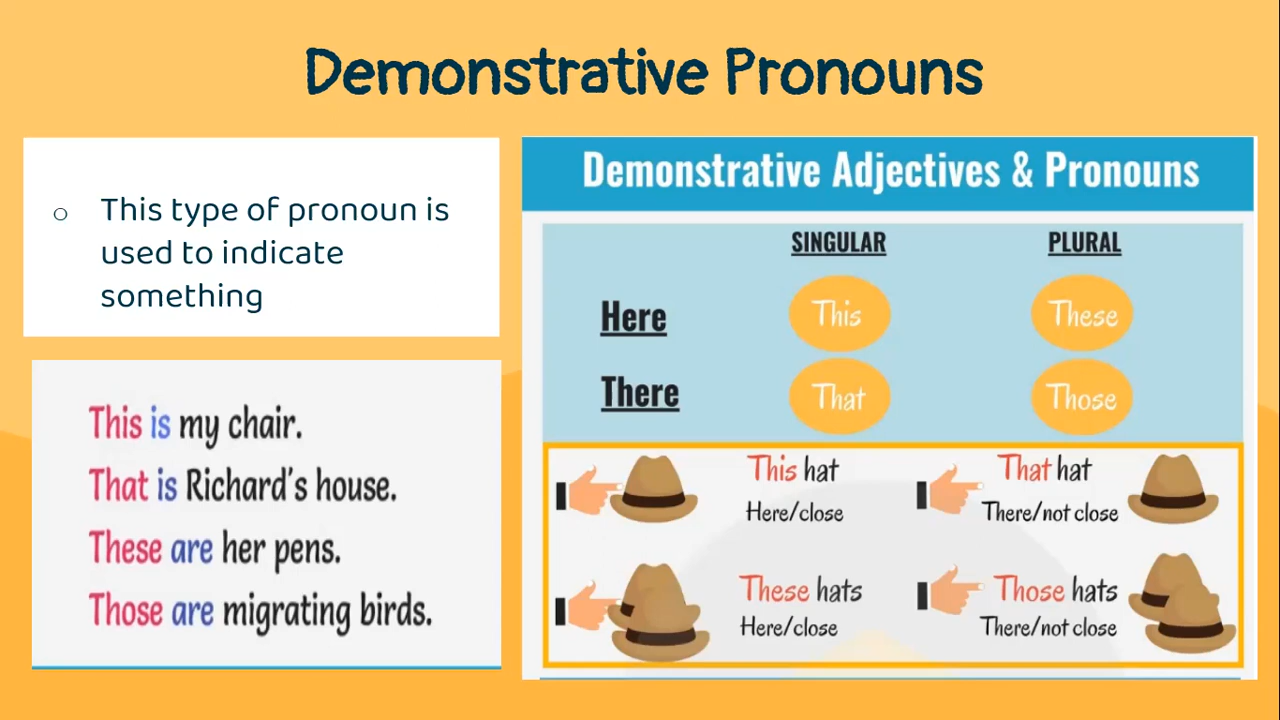 Demonstrative Pronouns
o This type of pronoun is
used to indicate
something
This is my chair.
That is Richard's house.
These are her pens.
Those are migrating birds.
Demonstrative Adjectives & Pronouns
SINGULAR PLURAL
Here This These
There That Those
This hat
Here/close
That hat
There/not close
These hats
Here/close
Those hats
There/not close